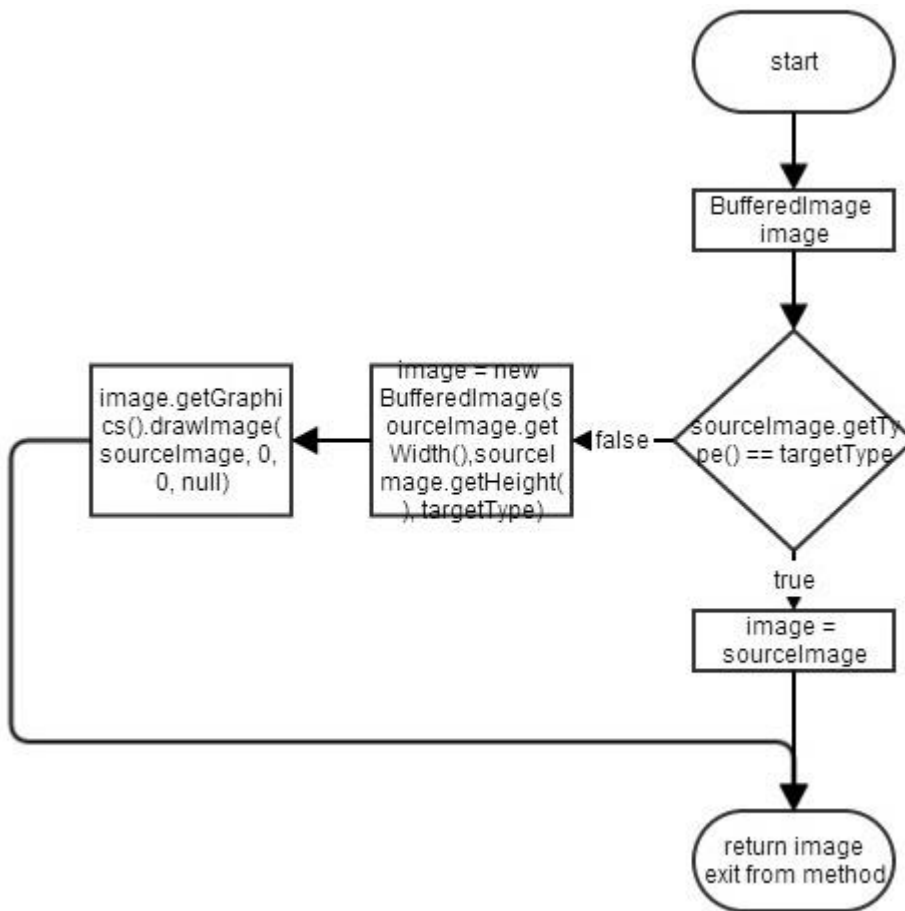 start
BufferedImage
image
sourceImage.getTy
pe() == targetType
false
image = new
BufferedImage(s
ourceImage.get
Width(),sourceI
mage.getHeight(
), targetType)
image.getGraphi
cs().drawImage(
sourceImage, 0,
0, null)
true
image =
sourceImage
return image
exit from method